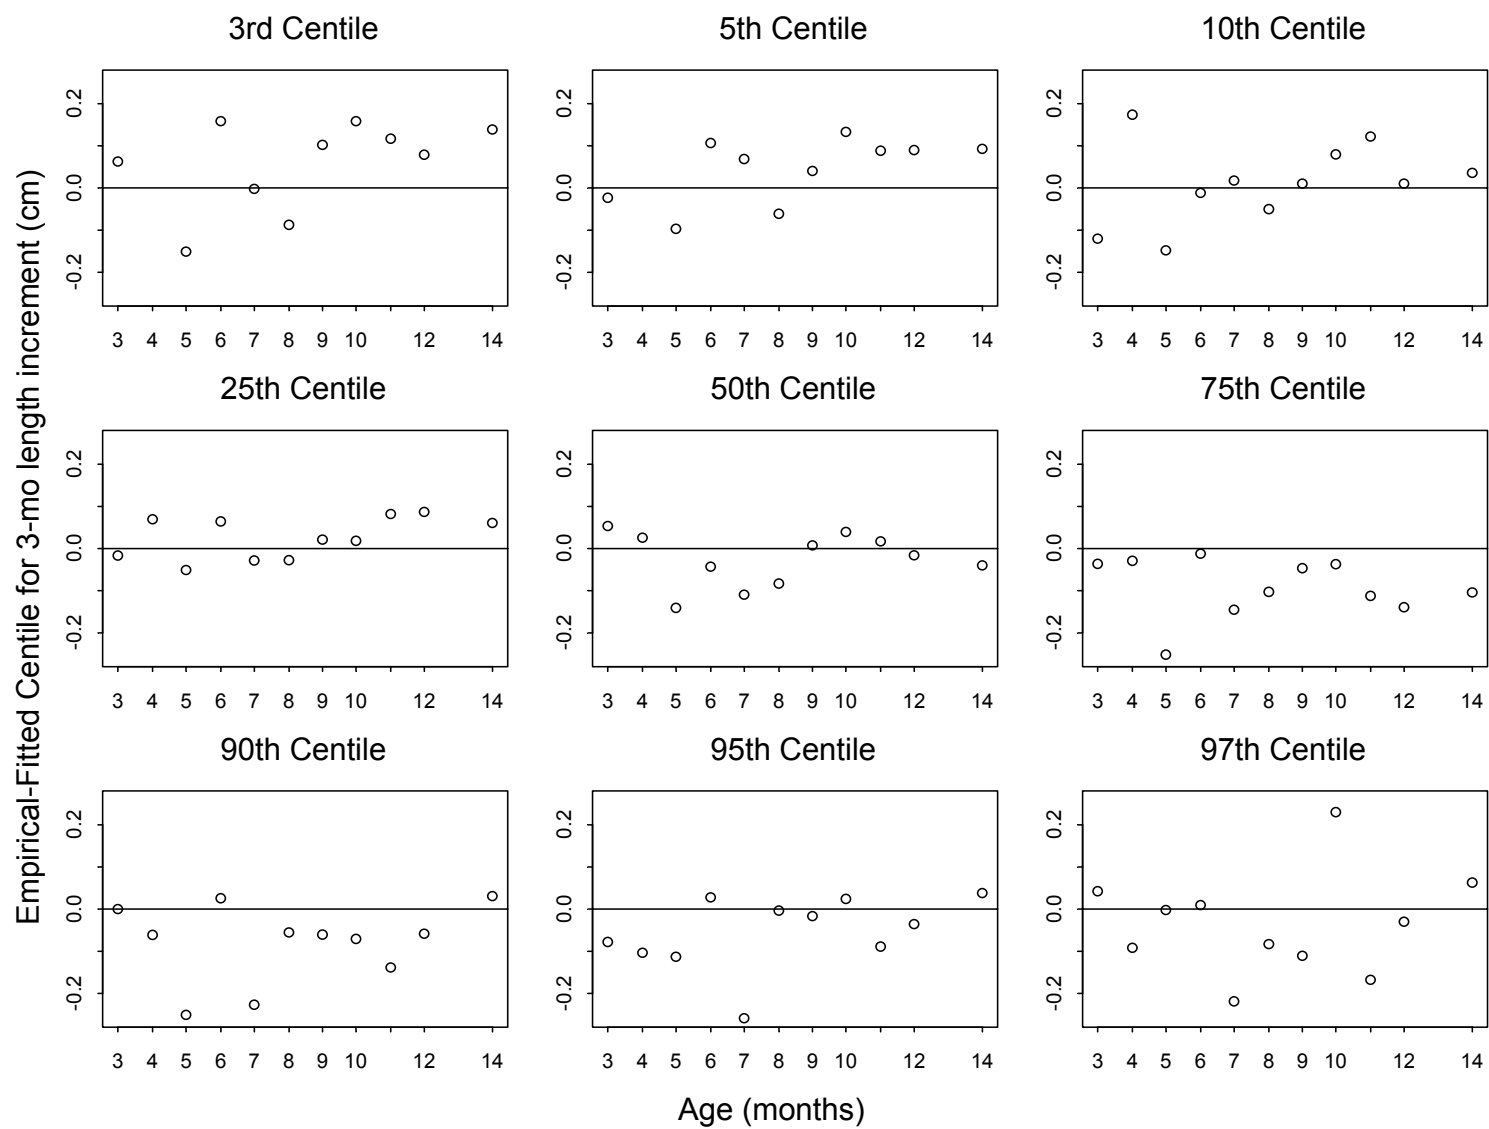 3rd Centile
5th Centile
10th Centile
Empirical-Fitted Centile for 3-mo length increment (cm)
0.2
0.0
-0.2
3 4 5 6 7 8 9 10 12 14
0.2
0.0
-0.2
3 4 5 6 7 8 9 10 12 14
0.2
0.0
-0.2
3 4 5 6 7 8 9 10 12 14
25th Centile
50th Centile
75th Centile
0.2
0.0
-0.2
3 4 5 6 7 8 9 10 12 14
0.2
0.0
-0.2
3 4 5 6 7 8 9 10 12 14
0.2
0.0
-0.2
3 4 5 6 7 8 9 10 12 14
90th Centile
95th Centile
97th Centile
0.2
0.0
-0.2
3 4 5 6 7 8 9 10 12 14
0.2
0.0
-0.2
3 4 5 6 7 8 9 10 12 14
0.2
0.0
-0.2
3 4 5 6 7 8 9 10 12 14
Age (months)